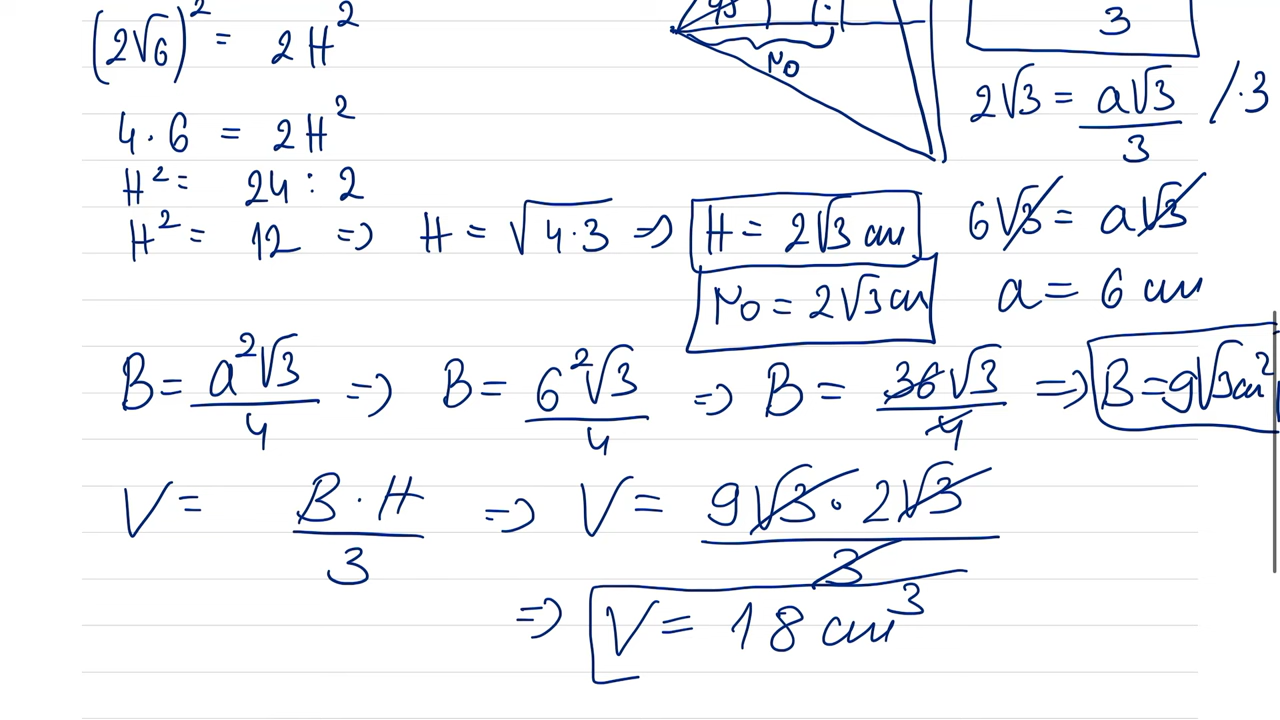 (2√6)² = 2H²
4 · 6 = 2H²
H² = 24 : 2
H² = 12 => H = √4·3 => H = 2√3 cm
r₀ = 2√3 cm
45
r₀
3
2√3 = a√3/3 /·3
6√3 = a√3
a = 6 cm
B = a²√3/4 => B = 6²√3/4 => B = 36√3/4 => B = 9√3 cm²
V = B · H/3 => V = 9√3 · 2√3/3
=> V = 18 cm³